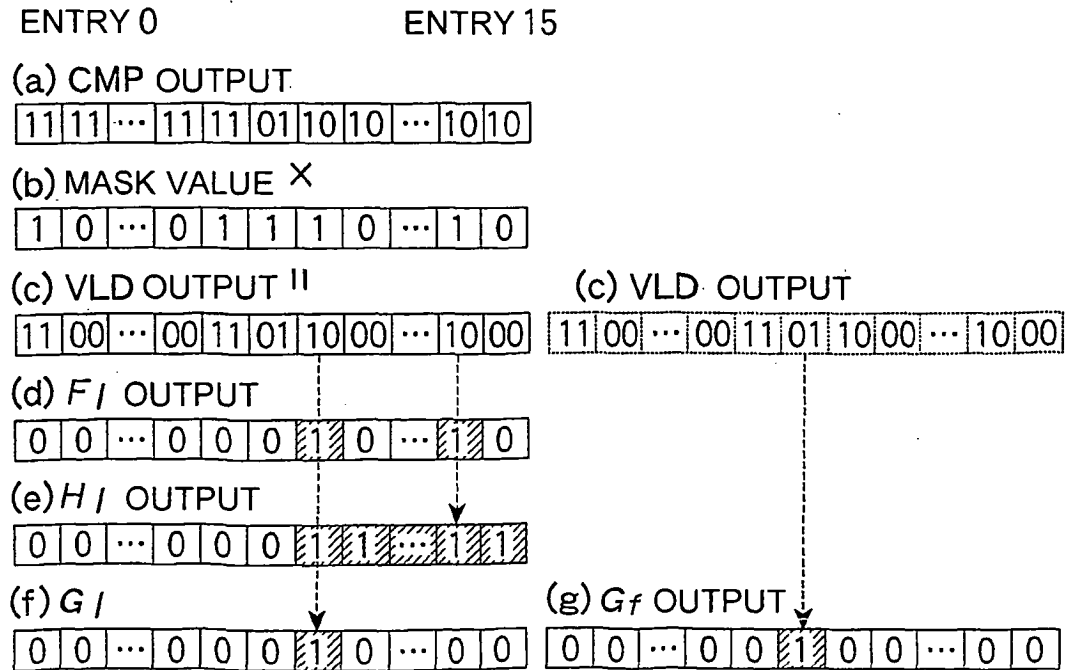 ENTRY 0 ENTRY 15
(a) CMP OUTPUT
11 11 ... 11 11 01 10 10 ... 10 10
(b) MASK VALUE ×
1 0 ... 0 1 1 1 0 ... 1 0
(c) VLD OUTPUT II (c) VLD OUTPUT
11 00 ... 00 11 01 10 00 ... 10 00 11 00 ... 00 11 01 10 00 ... 10 00
(d) F l OUTPUT
0 0 ... 0 0 0 1 0 ... 1 0
(e) H l OUTPUT
0 0 ... 0 0 0 1 1 ... 1 1
(f) G l (g) Gf OUTPUT
0 0 ... 0 0 0 1 0 ... 0 0 0 0 ... 0 0 1 0 0 ... 0 0